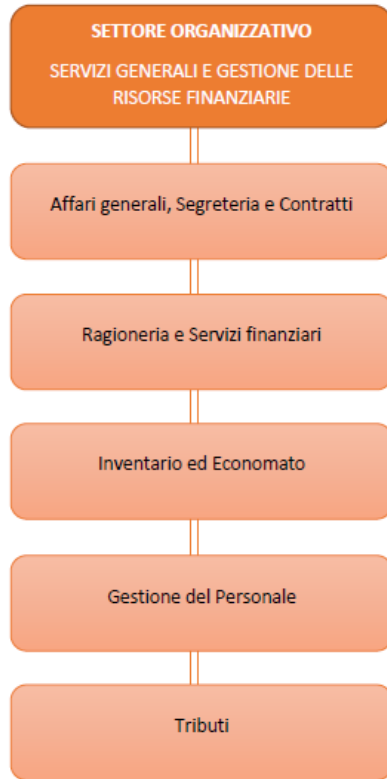 SETTORE ORGANIZZATIVO
SERVIZI GENERALI E GESTIONE DELLE
RISORSE FINANZIARIE
Affari generali, Segreteria e Contratti
Ragioneria e Servizi finanziari
Inventario ed Economato
Gestione del Personale
Tributi